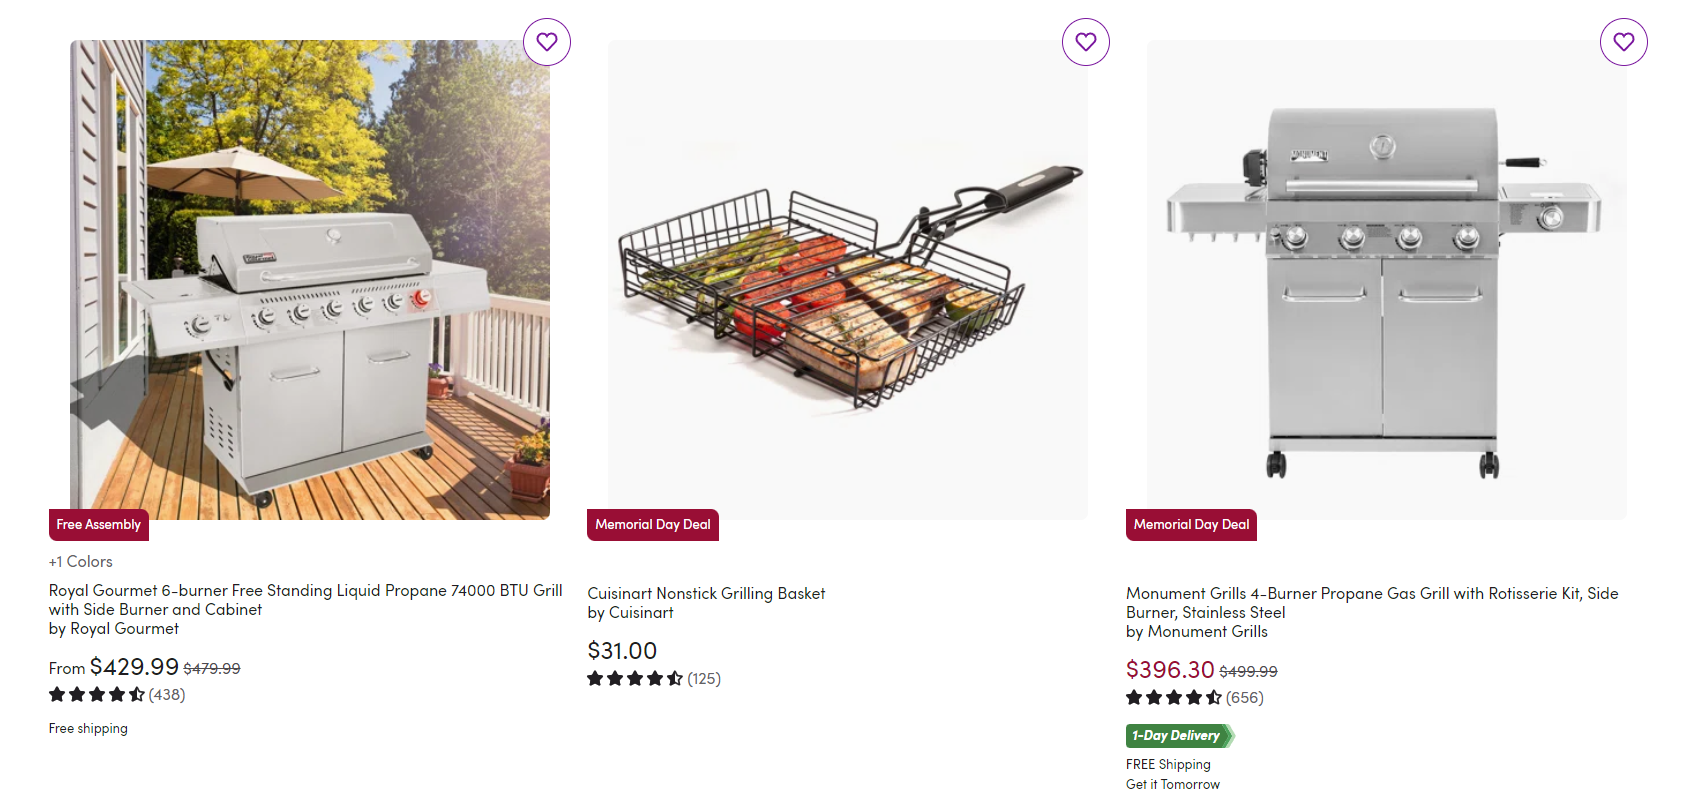 Free Assembly
+1 Colors
Royal Gourmet 6-burner Free Standing Liquid Propane 74000 BTU Grill
with Side Burner and Cabinet
by Royal Gourmet
From $429.99 $479.99
(438)
Free shipping
Memorial Day Deal
Cuisinart Nonstick Grilling Basket
by Cuisinart
$31.00
(125)
MONUMENT
Memorial Day Deal
Monument Grills 4-Burner Propane Gas Grill with Rotisserie Kit, Side
Burner, Stainless Steel
by Monument Grills
$396.30 $499.99
(656)
1-Day Delivery
FREE Shipping
Get it Tomorrow